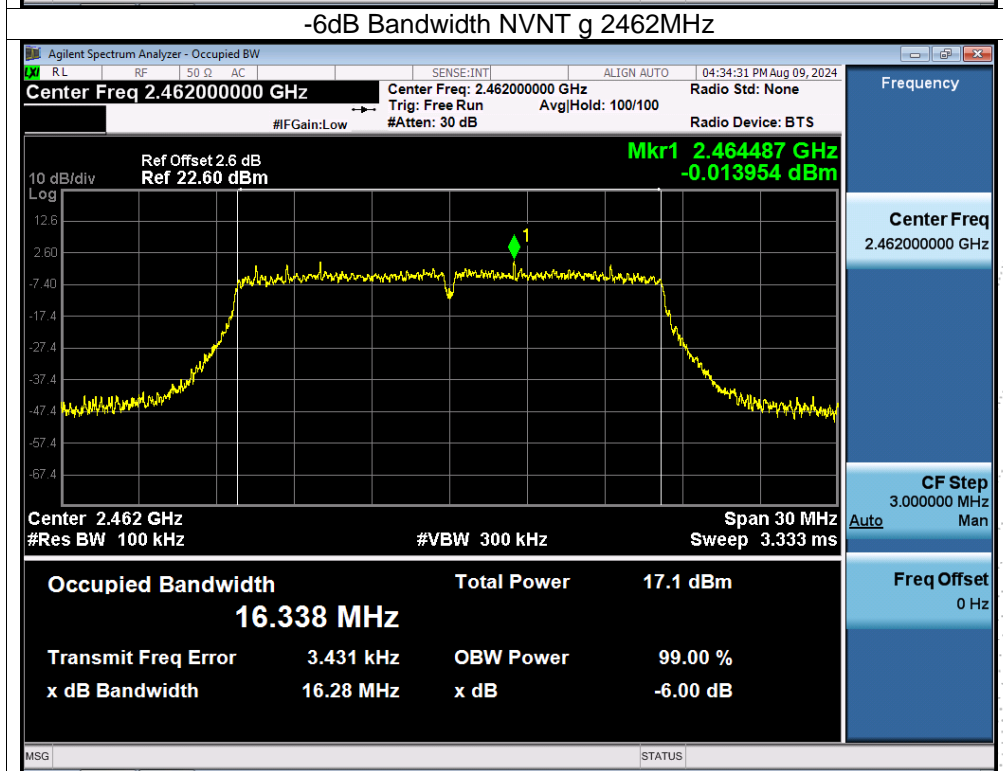 -6dB Bandwidth NVNT g 2462MHz
Agilent Spectrum Analyzer - Occupied BW
LXI RL RF 50 Ω AC SENSE:INT ALIGN AUTO 04:34:31 PM Aug 09, 2024
Center Freq 2.462000000 GHz
Center Freq: 2.462000000 GHz
Radio Std: None
Trig: Free Run Avg|Hold: 100/100
#IFGain:Low
#Atten: 30 dB
Radio Device: BTS
Mkr1 2.464487 GHz
-0.013954 dBm
Ref Offset 2.6 dB
10 dB/div Ref 22.60 dBm
Log
12.6
2.60
-7.40
-17.4
-27.4
-37.4
-47.4
-57.4
-67.4
1
Center 2.462 GHz Span 30 MHz
#Res BW 100 kHz #VBW 300 kHz Sweep 3.333 ms
Occupied Bandwidth Total Power 17.1 dBm
16.338 MHz
Transmit Freq Error 3.431 kHz OBW Power 99.00 %
x dB Bandwidth 16.28 MHz x dB -6.00 dB
MSG STATUS
Frequency
Center Freq
2.462000000 GHz
CF Step
3.000000 MHz
Auto Man
Freq Offset
0 Hz